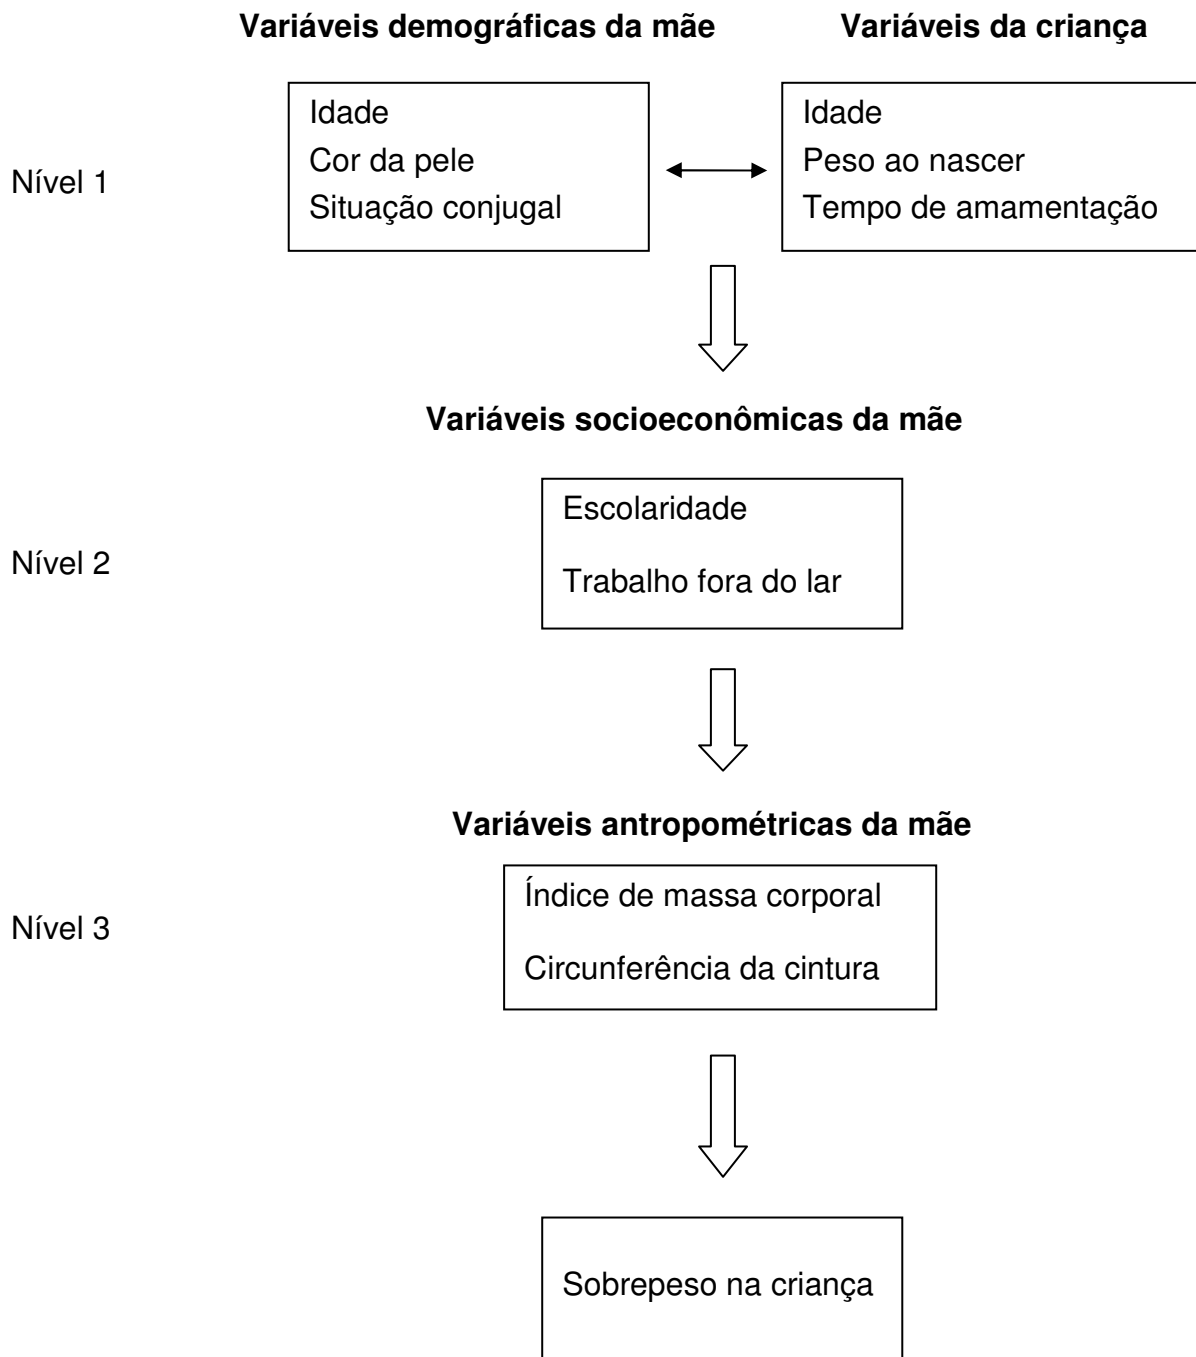 Variáveis demográficas da mãe
Variáveis da criança
Nível 1
Idade
Cor da pele
Situação conjugal
Idade
Peso ao nascer
Tempo de amamentação
Variáveis socioeconômicas da mãe
Nível 2
Escolaridade
Trabalho fora do lar
Variáveis antropométricas da mãe
Nível 3
Índice de massa corporal
Circunferência da cintura
Sobrepeso na criança